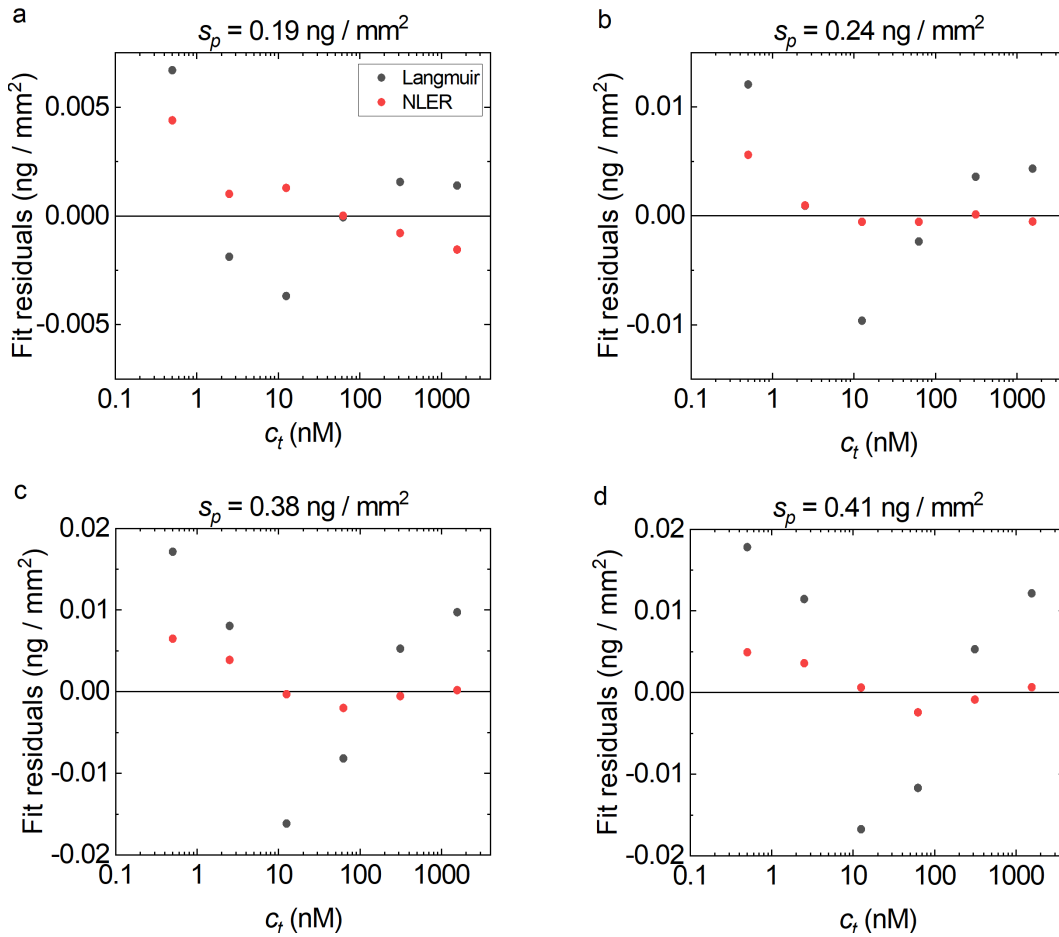 a
s_p = 0.19 ng / mm²
Fit residuals (ng / mm²)
0.005
0.000
-0.005
Langmuir
NLER
0.1 1 10 100 1000
c_t (nM)
b
s_p = 0.24 ng / mm²
Fit residuals (ng / mm²)
0.01
0.00
-0.01
0.1 1 10 100 1000
c_t (nM)
c
s_p = 0.38 ng / mm²
Fit residuals (ng / mm²)
0.02
0.01
0.00
-0.01
-0.02
0.1 1 10 100 1000
c_t (nM)
d
s_p = 0.41 ng / mm²
Fit residuals (ng / mm²)
0.02
0.01
0.00
-0.01
-0.02
0.1 1 10 100 1000
c_t (nM)